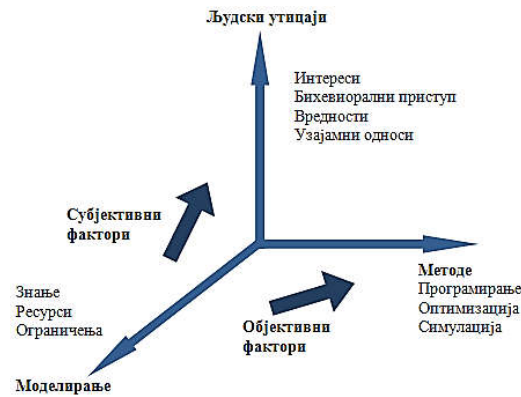 Људски утицаји
Интереси
Бихевиорални приступ
Вредности
Узајамни односи
Субјективни
фактори
Методе
Програмирање
Оптимизација
Симулација
Знање
Ресурси
Ограничења
Објективни
фактори
Моделирање